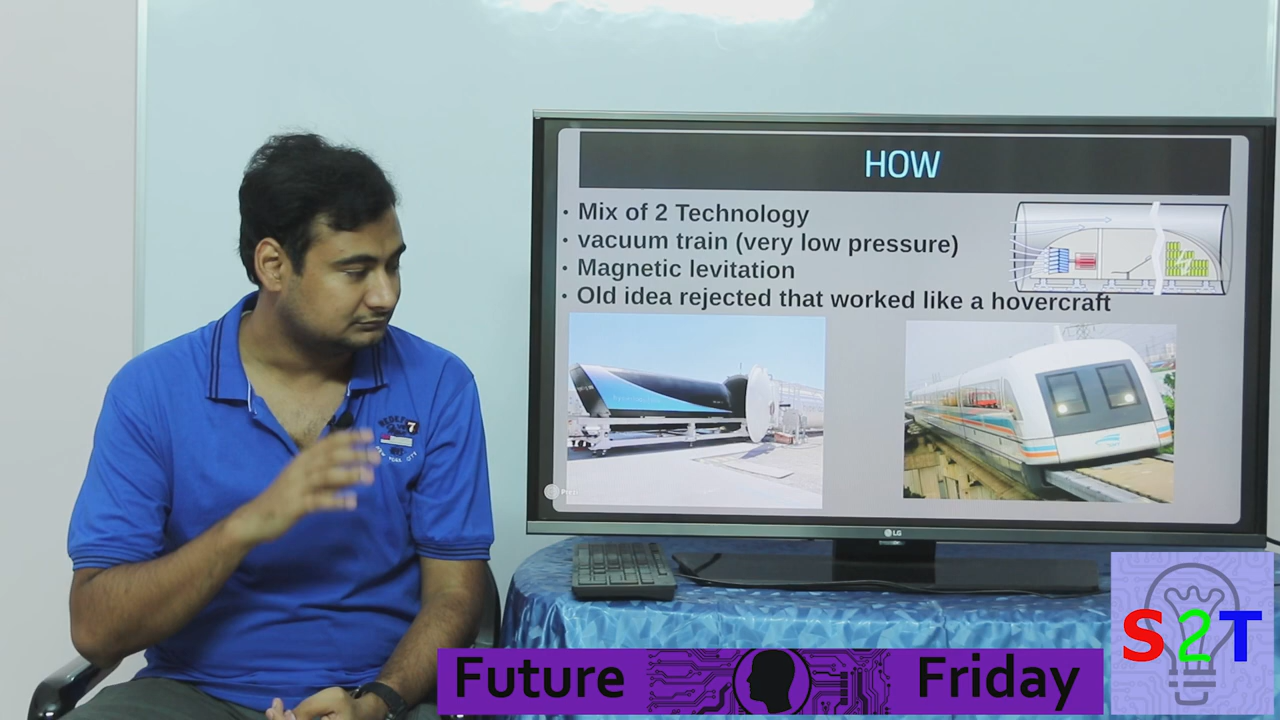 HOW
• Mix of 2 Technology
• vacuum train (very low pressure)
• Magnetic levitation
• Old idea rejected that worked like a hovercraft
LG
7
Future Friday
S2T